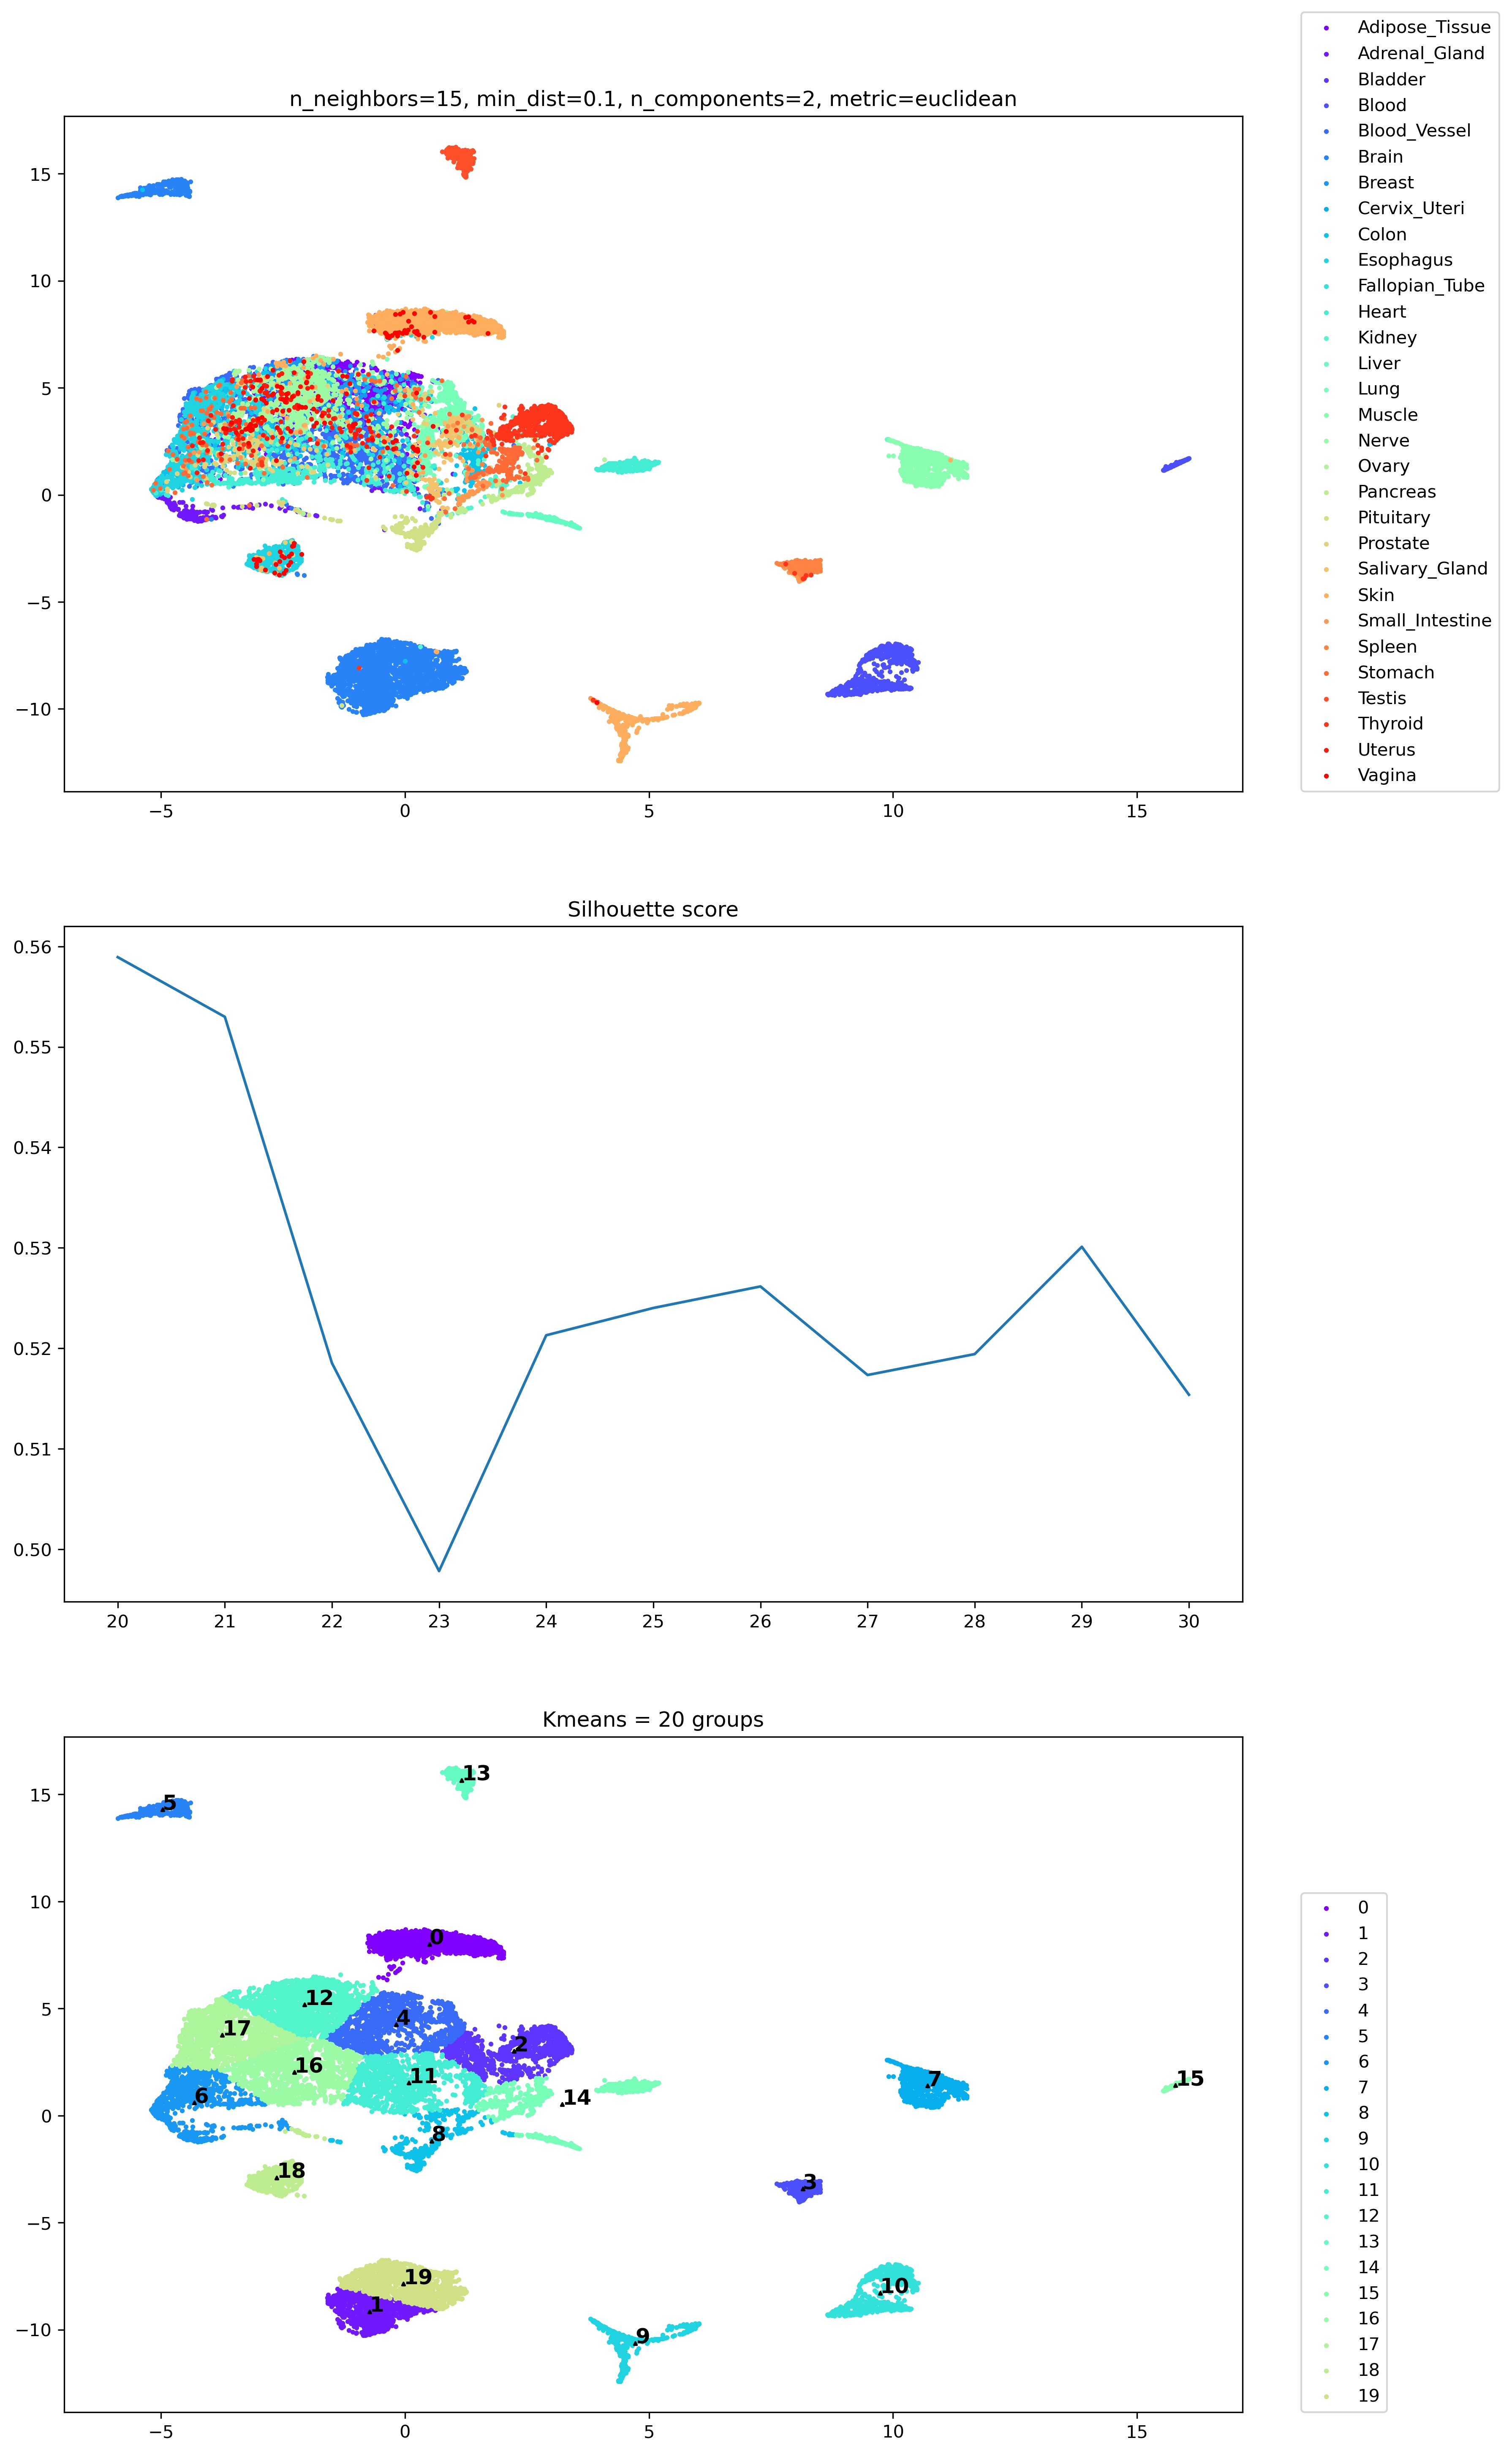 n_neighbors=15, min_dist=0.1, n_components=2, metric=euclidean
15
10
5
0
−5
−10
−5
0
5
10
15
Adipose_Tissue
Adrenal_Gland
Bladder
Blood
Blood_Vessel
Brain
Breast
Cervix_Uteri
Colon
Esophagus
Fallopian_Tube
Heart
Kidney
Liver
Lung
Muscle
Nerve
Ovary
Pancreas
Pituitary
Prostate
Salivary_Gland
Skin
Small_Intestine
Spleen
Stomach
Testis
Thyroid
Uterus
Vagina
Silhouette score
0.56
0.55
0.54
0.53
0.52
0.51
0.50
20
21
22
23
24
25
26
27
28
29
30
Kmeans = 20 groups
15
10
5
0
−5
−10
−5
0
5
10
15
13
5
0
12
4
17
2
16
11
6
14
7
15
8
18
3
19
10
1
9
0
1
2
3
4
5
6
7
8
9
10
11
12
13
14
15
16
17
18
19